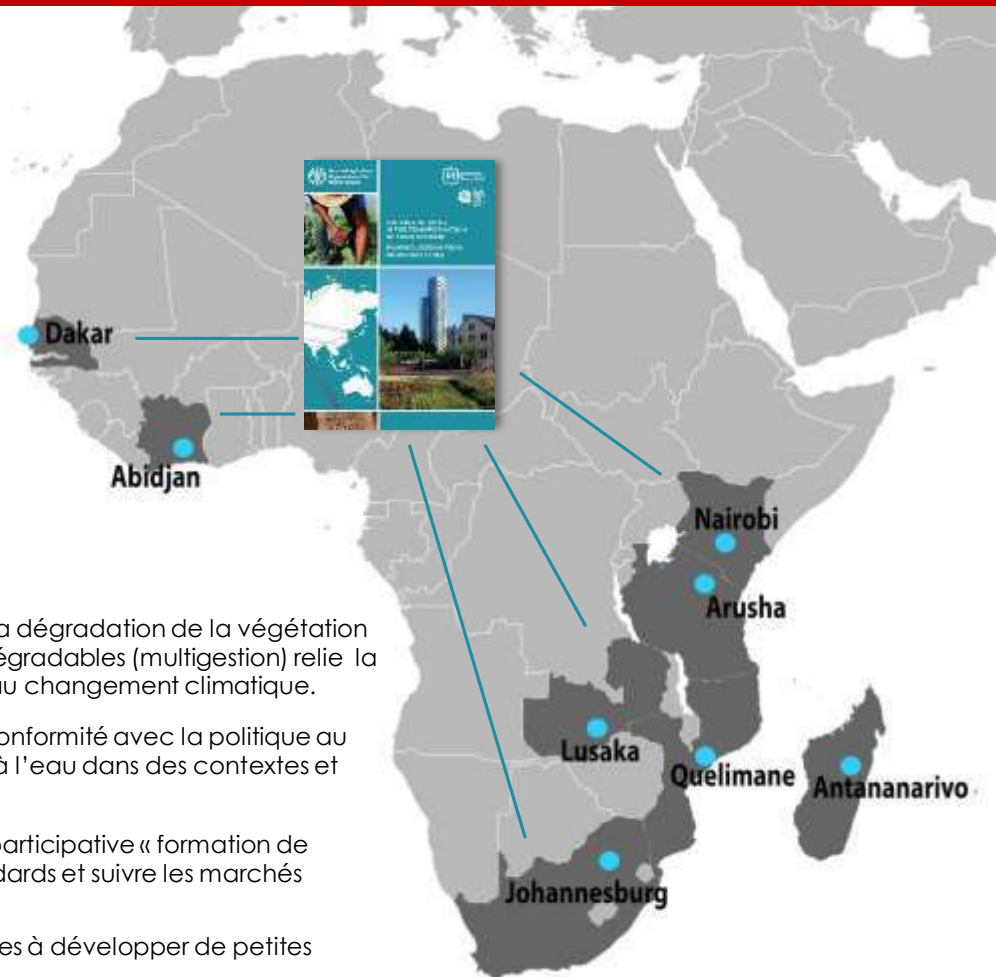 Dakar
Abidjan
Nairobi
Arusha
Lusaka
Quelimane
Antananarivo
Johannesburg
a dégradation de la végétation
égradables (multigestion) relie la
au changement climatique.
onformité avec la politique au
à l’eau dans des contextes et
participative « formation de
dards et suivre les marchés
es à développer de petites